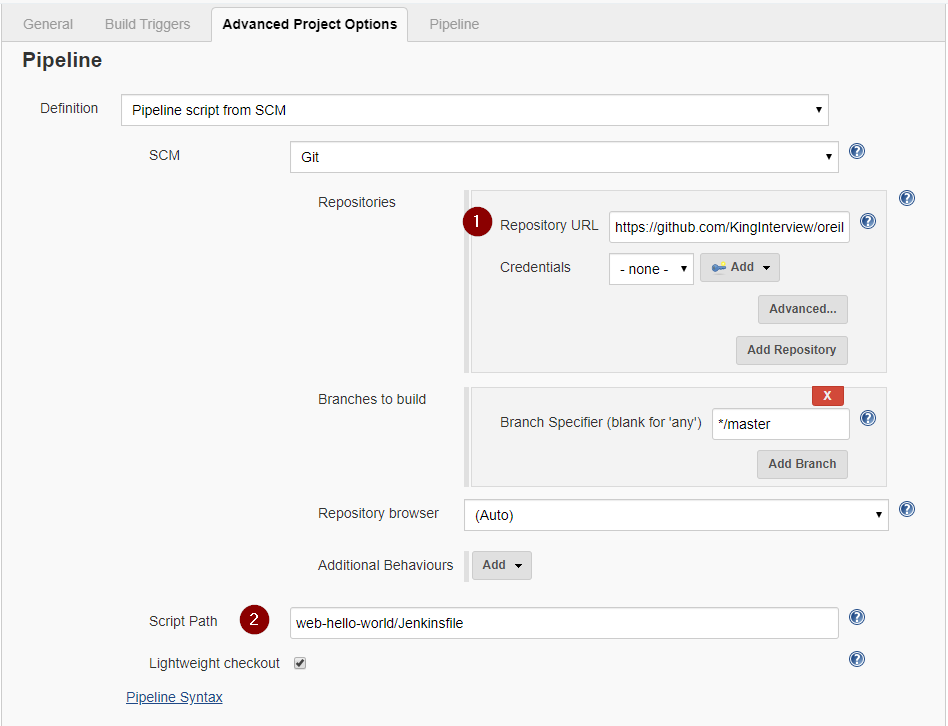 General Build Triggers Advanced Project Options Pipeline
Pipeline
Definition Pipeline script from SCM
SCM Git
Repositories
1 Repository URL https://github.com/KingInterview/oreil
Credentials - none - Add
Advanced...
Add Repository
Branches to build
X
Branch Specifier (blank for 'any') */master
Add Branch
Repository browser (Auto)
Additional Behaviours Add
Script Path 2 web-hello-world/Jenkinsfile
Lightweight checkout
Pipeline Syntax